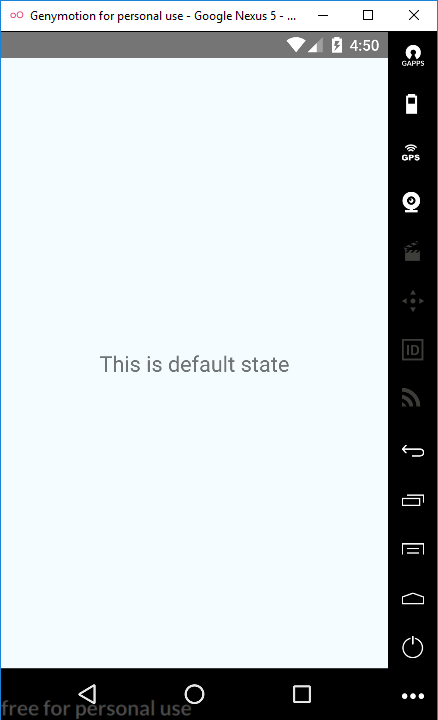 Genymotion for personal use - Google Nexus 5 - ...
4:50
GAPPS
GPS
This is default state
ID
free for personal use